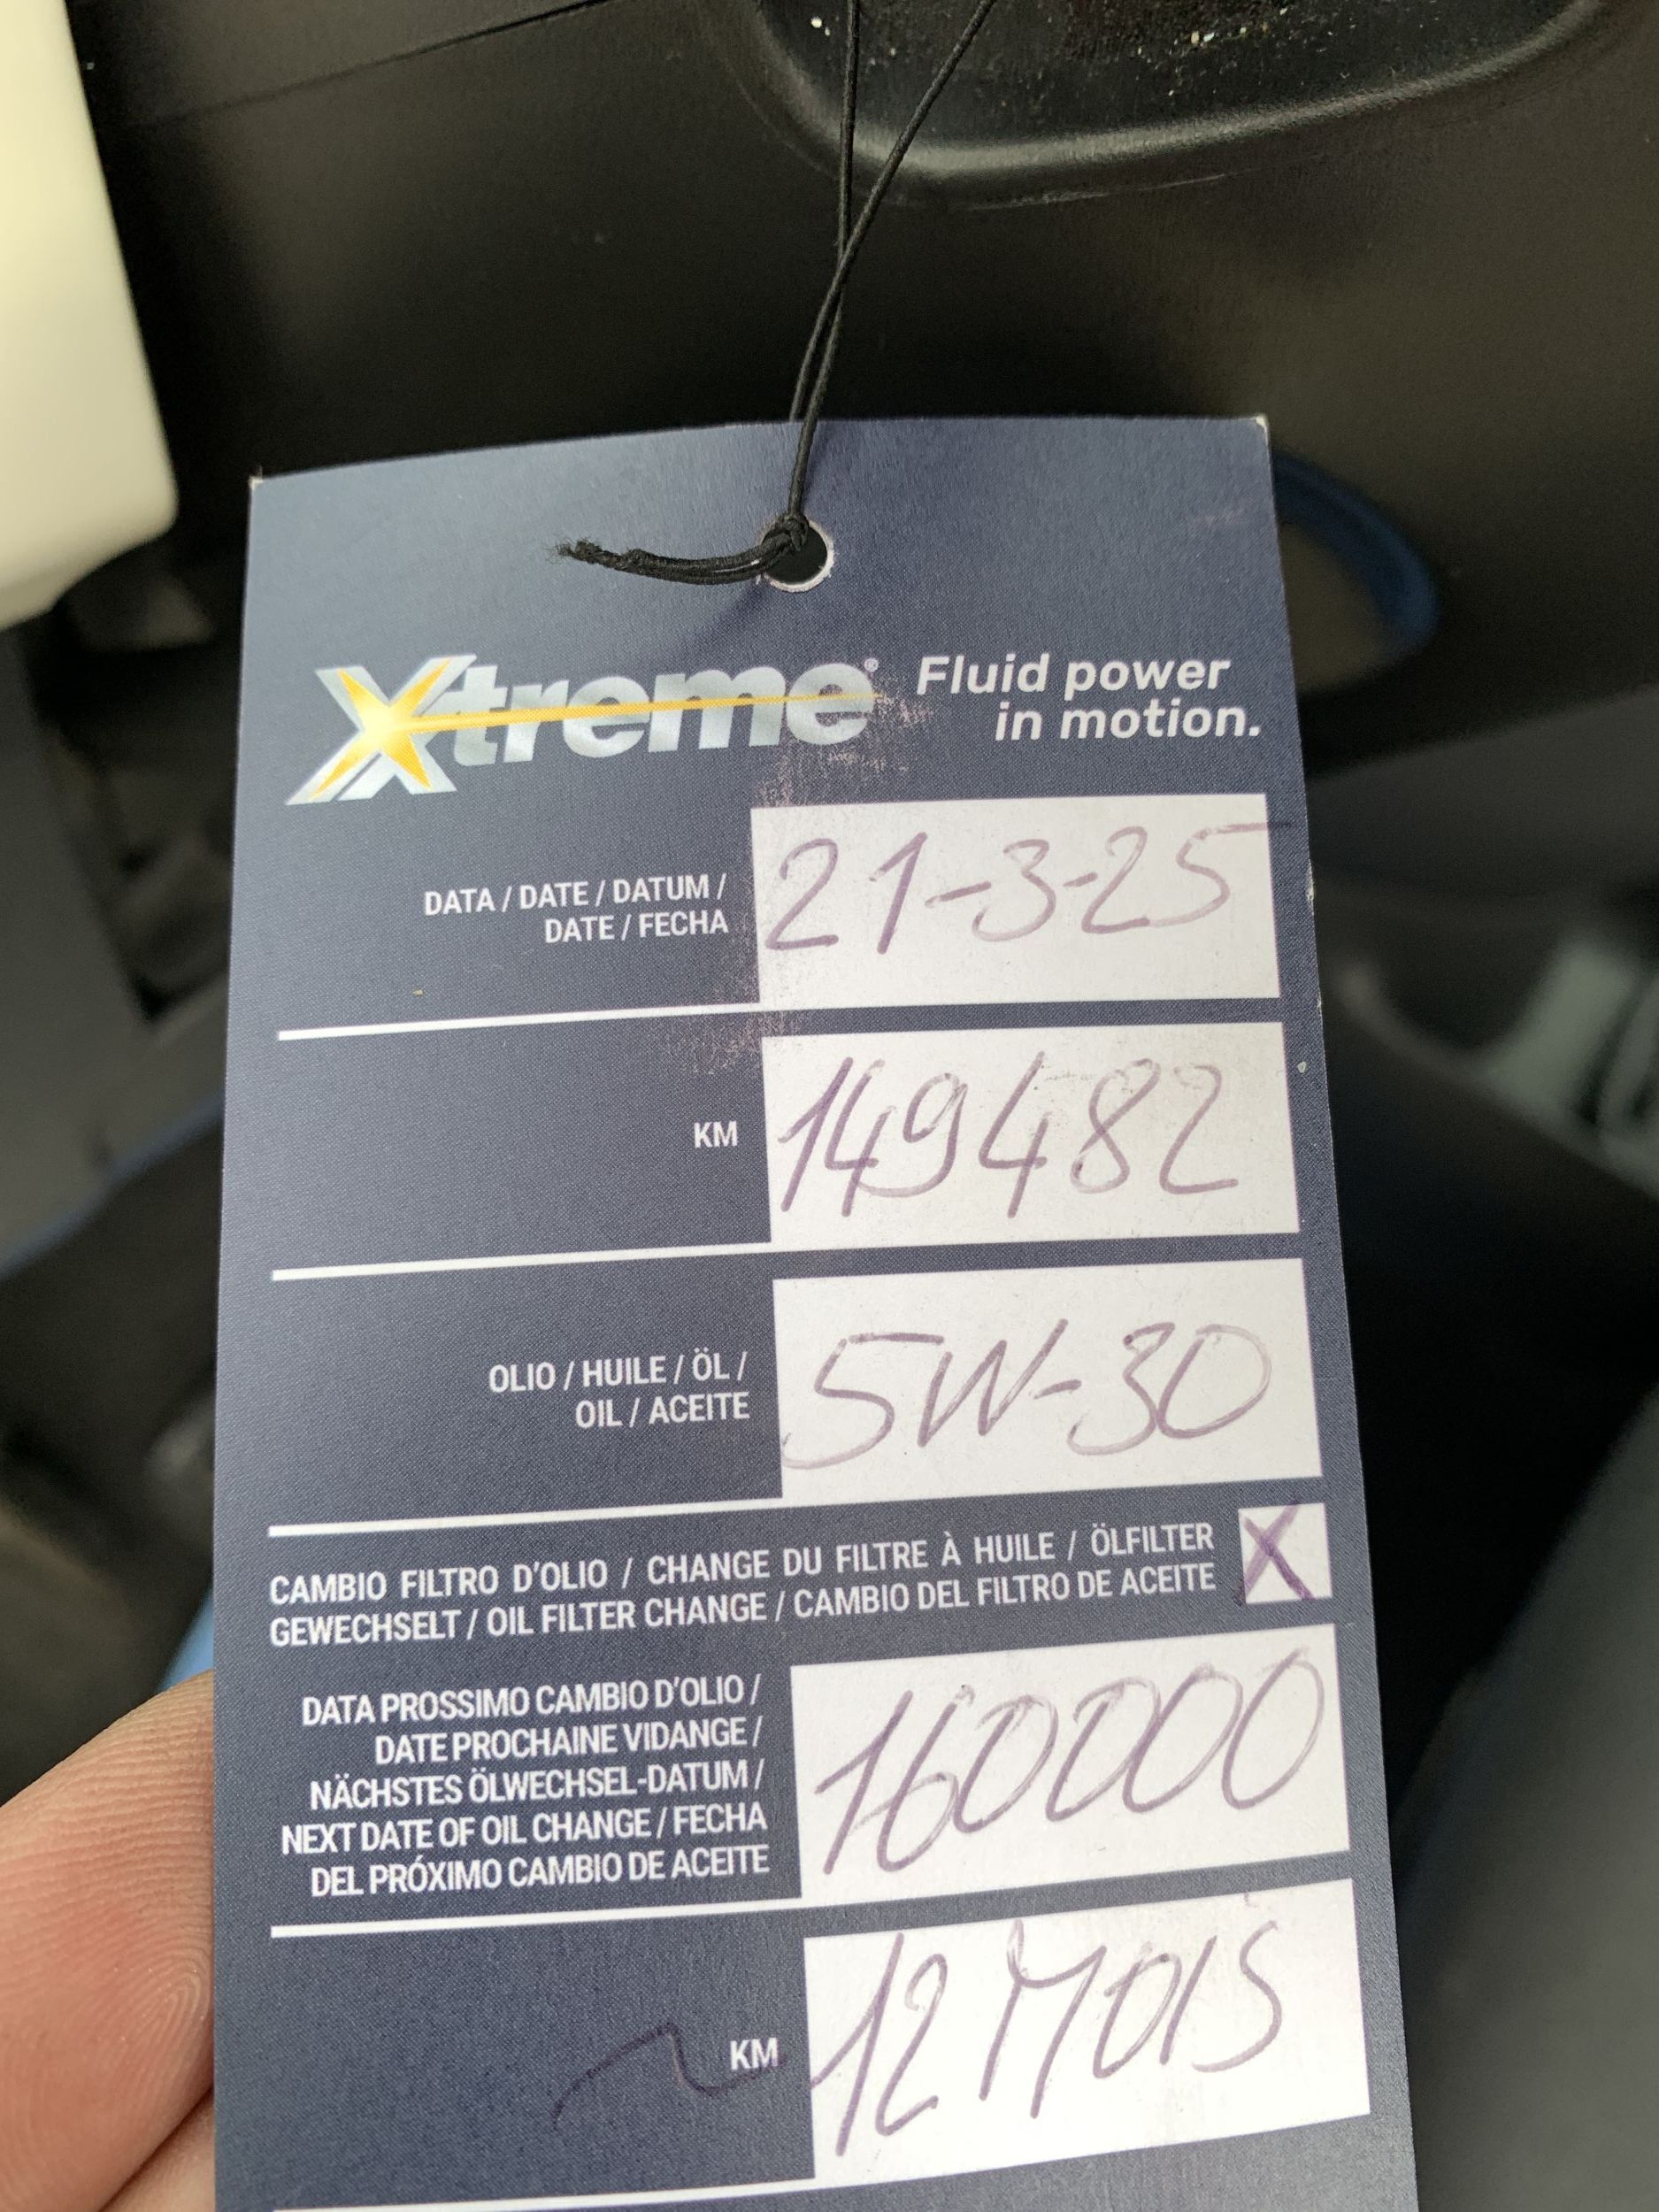 Xtreme® Fluid power
in motion.
DATA / DATE / DATUM /
DATE / FECHA
21-3-25
KM
149482
OLIO / HUILE / ÖL /
OIL / ACEITE
5W-30
CAMBIO FILTRO D'OLIO / CHANGE DU FILTRE À HUILE / ÖLFILTER
GEWECHSELT / OIL FILTER CHANGE / CAMBIO DEL FILTRO DE ACEITE
X
DATA PROSSIMO CAMBIO D'OLIO /
DATE PROCHAINE VIDANGE /
NÄCHSTES ÖLWECHSEL-DATUM /
NEXT DATE OF OIL CHANGE / FECHA
DEL PRÓXIMO CAMBIO DE ACEITE
160000
KM
12 MOIS